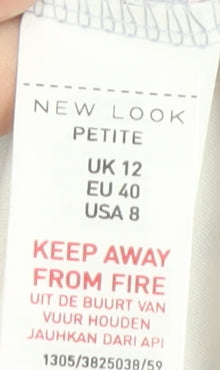 NEW LOOK
PETITE
UK 12
EU 40
USA 8
KEEP AWAY
FROM FIRE
UIT DE BUURT VAN
VUUR HOUDEN
JAUHKAN DARI API
1305/3825038/59